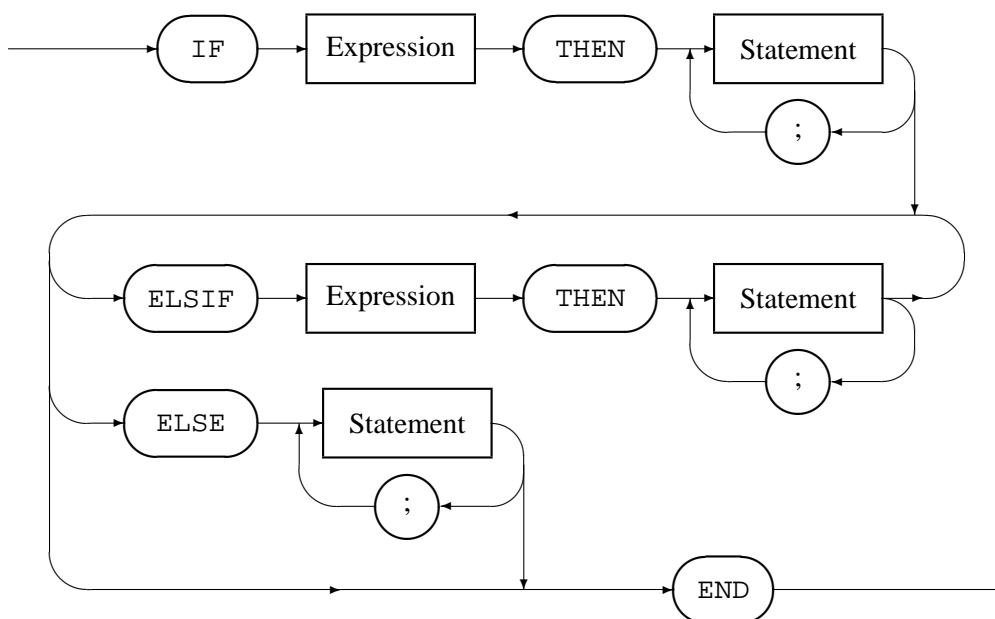 IF Expression THEN Statement
;
ELSIF Expression THEN Statement
;
ELSE Statement
;
END